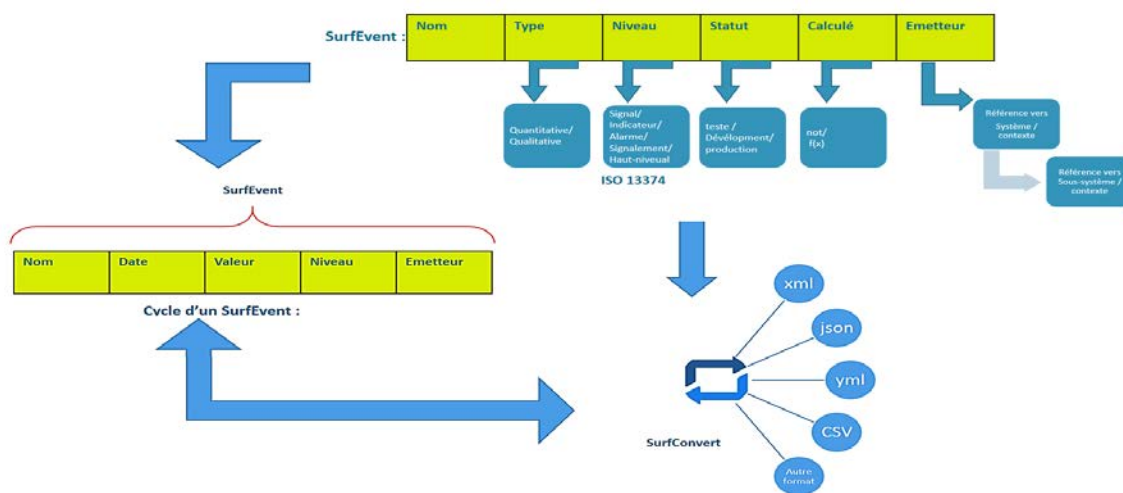 SurfEvent :
Nom Type Niveau Statut Calculé Emetteur
Quantitative/
Qualitative
Signal/
Indicateur/
Alarme/
Signalement/
Haut-niveual
teste /
Dévélopment/
production
not/
f(x)
Référence vers
Système /
contexte
Référence vers
Sous-système /
contexte
ISO 13374
SurfEvent
Nom Date Valeur Niveau Emetteur
Cycle d'un SurfEvent :
xml
json
yml
CSV
Autre
format
SurfConvert